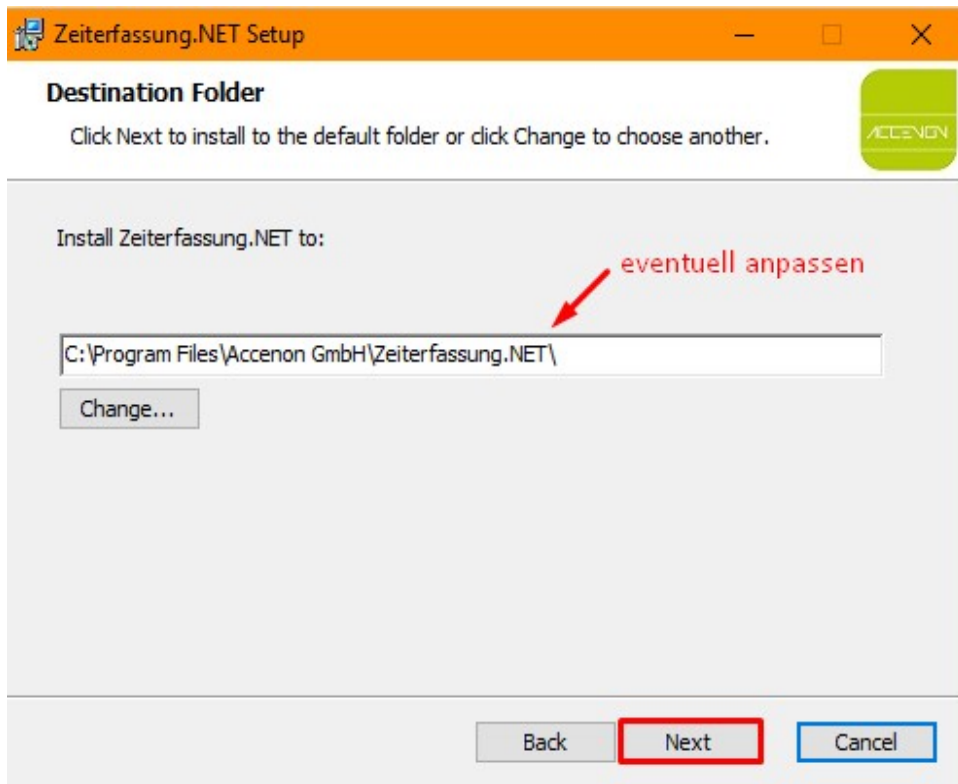 Zeiterfassung.NET Setup
Destination Folder
Click Next to install to the default folder or click Change to choose another.
ACCENON
Install Zeiterfassung.NET to:
eventuell anpassen
C:\Program Files\Accenon GmbH\Zeiterfassung.NET\
Change...
Back
Next
Cancel